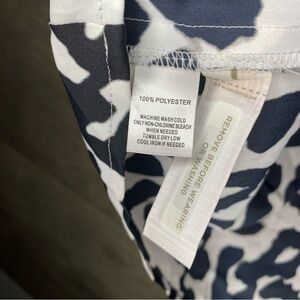 100% POLYESTER
MACHINE WASH COLD
ONLY NON-CHLORINE BLEACH
WHEN NEEDED
TUMBLE DRY LOW
COOL IRON IF NEEDED
REMOVE BEFORE WEARING
OR WASHING